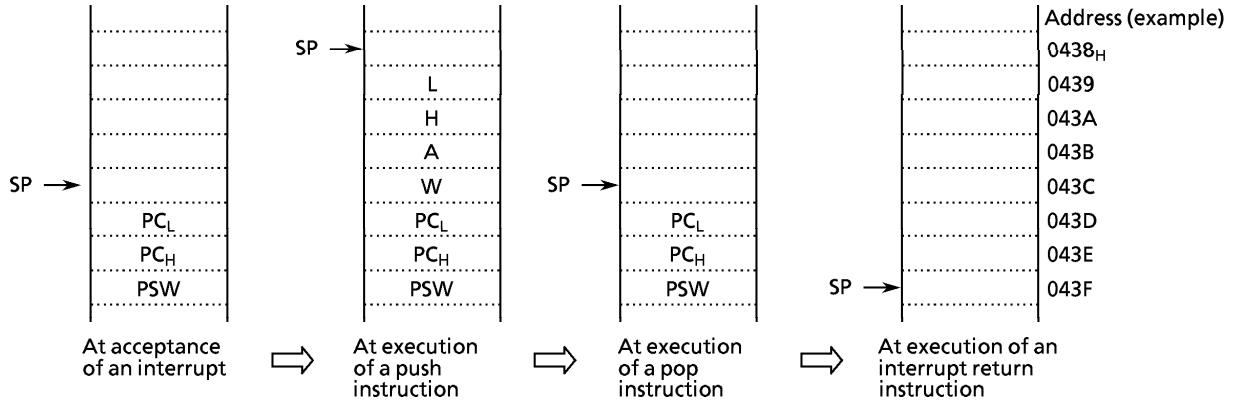 Address (example)
SP 0438H
L 0439
H 043A
A 043B
SP W SP 043C
PCL PCL PCL 043D
PCH PCH PCH 043E
PSW PSW PSW SP 043F
At acceptance At execution At execution At execution of an
of an interrupt of a push of a pop interrupt return
instruction instruction instruction